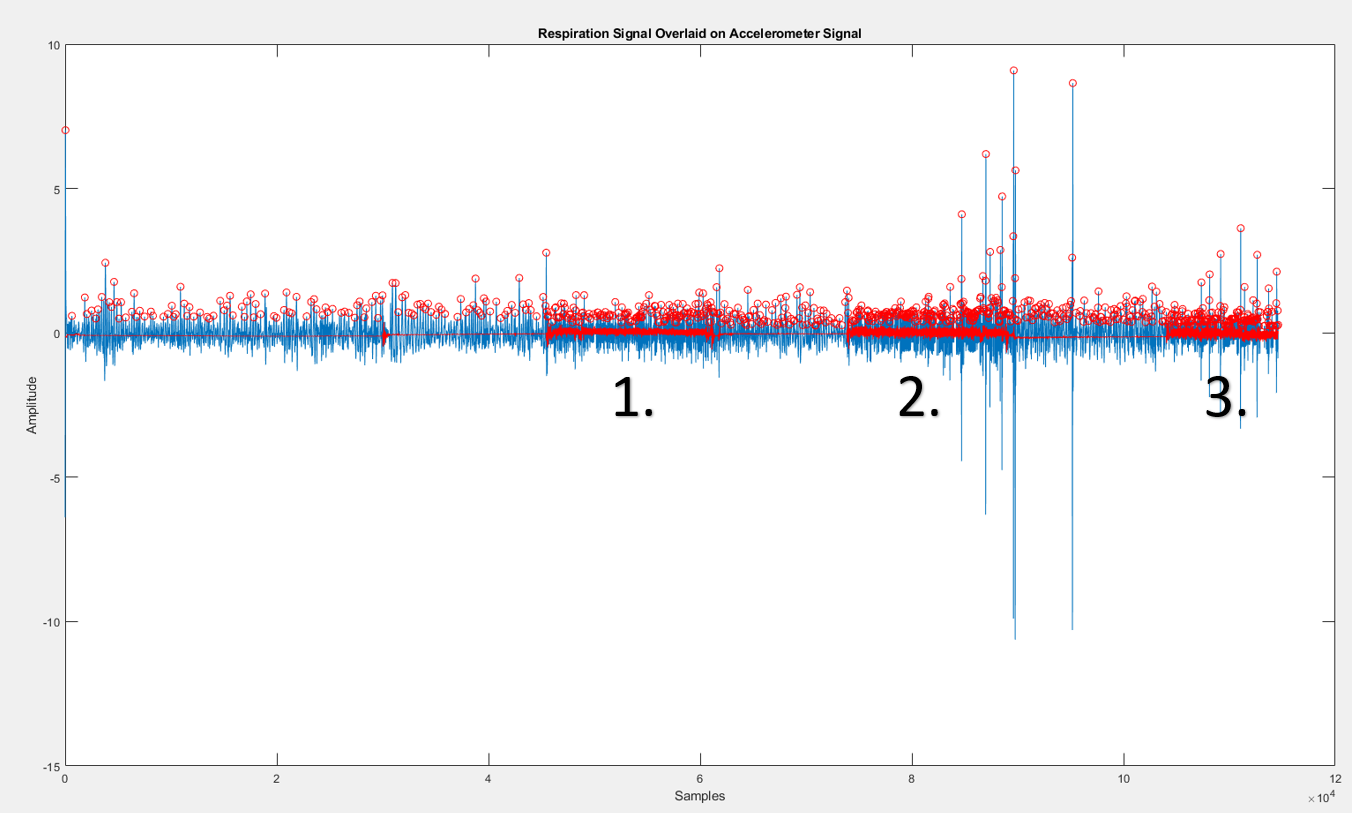 Respiration Signal Overlaid on Accelerometer Signal
10
5
0
-5
-10
-15
Amplitude
1.
2.
3.
0 2 4 6 8 10 12
Samples
×10⁴